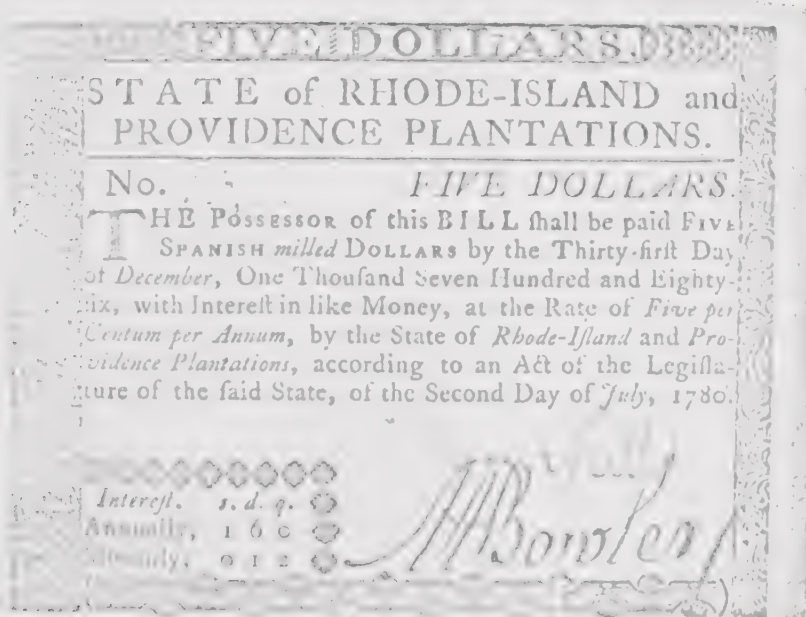 FIVE DOLLARS.
STATE of RHODE-ISLAND and
PROVIDENCE PLANTATIONS.
No. FIVE DOLLARS.
THE Possessor of this BILL ſhall be paid Five
Spanish milled Dollars by the Thirty-firſt Day
of December, One Thouſand Seven Hundred and Eighty-
ſix, with Intereſt in like Money, at the Rate of Five per
Centum per Annum, by the State of Rhode-Iſland and Pro-
vidence Plantations, according to an Act of the Legiſla-
ture of the ſaid State, of the Second Day of July, 1780.
Intereſt. s. d. q.
Annually, 1 6 0
Monthly, 0 1 2
Bowler